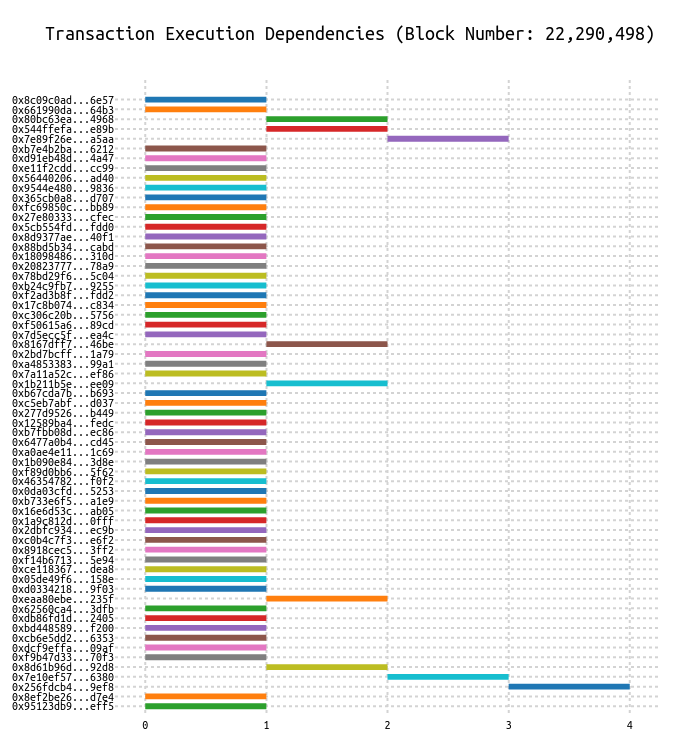 Transaction Execution Dependencies (Block Number: 22,290,498)
0x8c09c0ad...6e57
0x661990da...64b3
0x80bc63ea...4968
0x544ffefa...e89b
0x7e89f26e...a5aa
0xb7e4b2ba...6212
0xd91eb48d...4a47
0xe11f2cdd...cc99
0x56440206...ad40
0x9544e480...9836
0x365cb0a8...d707
0xfc69850c...bb89
0x27e80333...cfec
0x5cb554fd...fdd0
0x8d9377ae...40f1
0x88bd5b34...cabd
0x18098486...310d
0x20823777...78a9
0x78bd29f6...5c04
0xb24c9fb7...9255
0xf2ad3b8f...fdd2
0x17c8b074...c834
0xc306c20b...5756
0xf50615a6...89cd
0x7d5ecc5f...ea4c
0x8167dff7...46be
0x2bd7bcff...1a79
0xa4853383...99a1
0x7a11a52c...ef86
0x1b211b5e...ee09
0xb67cda7b...b693
0xc5eb7abf...d037
0x277d9526...b449
0x12589ba4...fedc
0xb7fbb08d...ec86
0x6477a0b4...cd45
0xa0ae4e11...1c69
0x1b090e84...3d8e
0xf89d0bb6...5f62
0x46354782...f0f2
0x0da03cfd...5253
0xb733e6f5...a1e9
0x16e6d53c...ab05
0x1a9c812d...0fff
0x2dbfc934...ec9b
0xc0b4c7f3...e6f2
0x8918cec5...3ff2
0xf14b6713...5e94
0xce118367...dea8
0x05de49f6...158e
0xd0334218...9f03
0xeaa80ebe...235f
0x62560ca4...3dfb
0xdb86fd1d...2405
0xbd448589...f200
0xcb6e5dd2...6353
0xdcf9effa...09af
0xf9b47d33...70f3
0x8d61b96d...92d8
0x7e10ef57...6380
0x256fdcb4...9ef8
0x8ef2be26...d7e4
0x95123db9...eff5
0 1 2 3 4